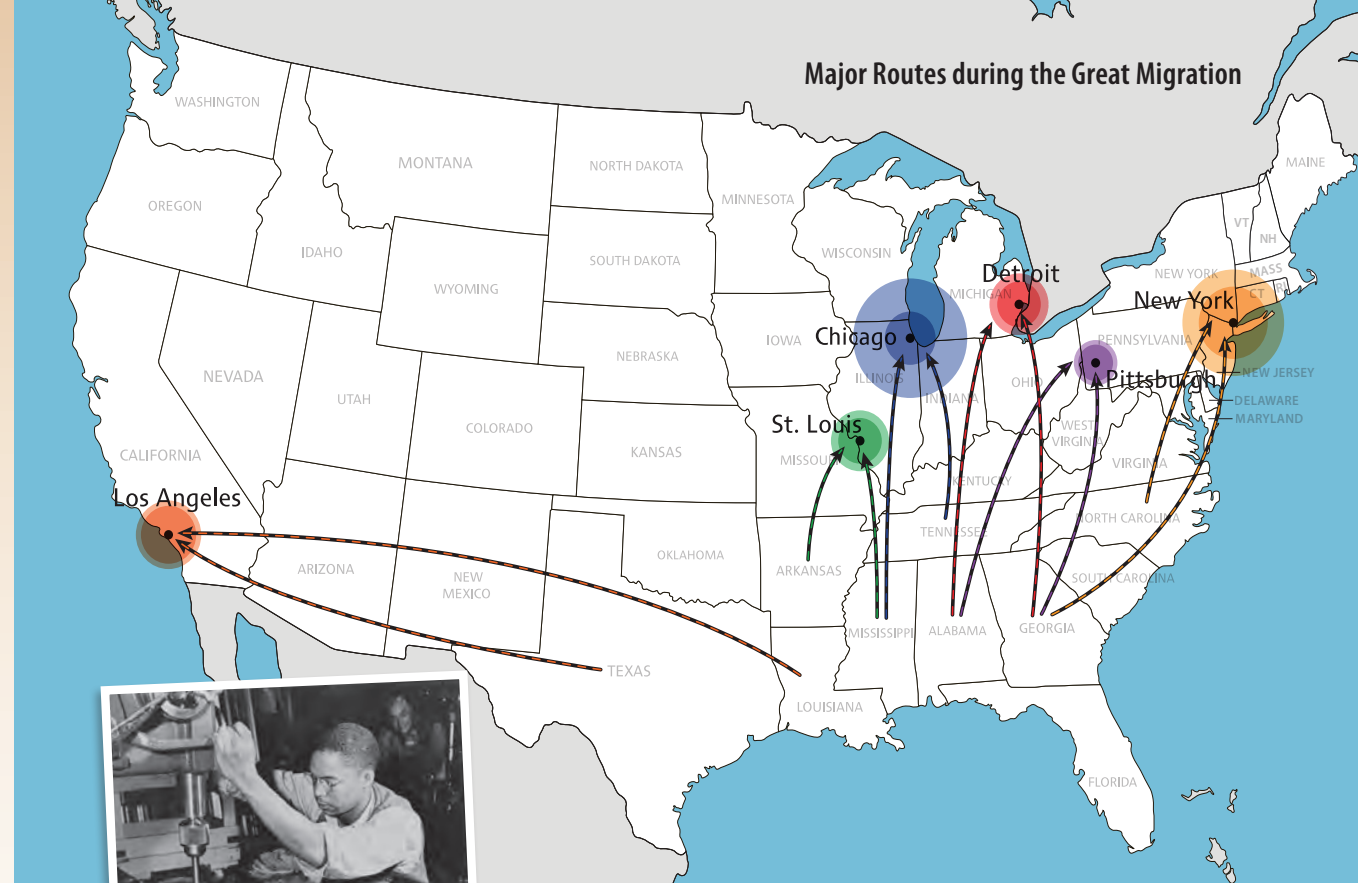 Major Routes during the Great Migration
WASHINGTON
MONTANA
NORTH DAKOTA
MINNESOTA
MAINE
OREGON
IDAHO
WYOMING
SOUTH DAKOTA
WISCONSIN
MICHIGAN
Detroit
NEW YORK
VT
NH
MASS
CT
RI
New York
Chicago
IOWA
NEBRASKA
NEVADA
UTAH
COLORADO
KANSAS
ILLINOIS
INDIANA
OHIO
PENNSYLVANIA
Pittsburgh
NEW JERSEY
DELAWARE
MARYLAND
St. Louis
MISSOURI
WEST
VIRGINIA
VIRGINIA
KENTUCKY
CALIFORNIA
Los Angeles
ARIZONA
NEW
MEXICO
OKLAHOMA
ARKANSAS
TENNESSEE
NORTH CAROLINA
SOUTH CAROLINA
MISSISSIPPI
ALABAMA
GEORGIA
TEXAS
LOUISIANA
FLORIDA